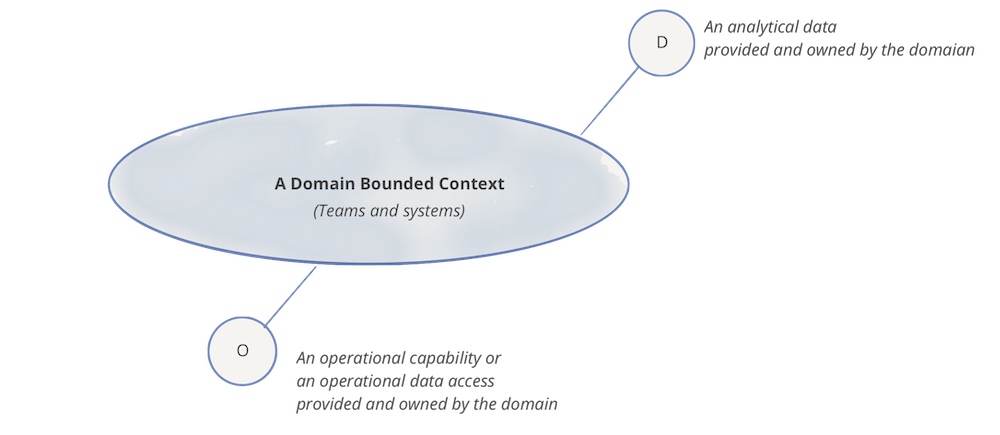 D
An analytical data
provided and owned by the domaian
A Domain Bounded Context
(Teams and systems)
O
An operational capability or
an operational data access
provided and owned by the domain